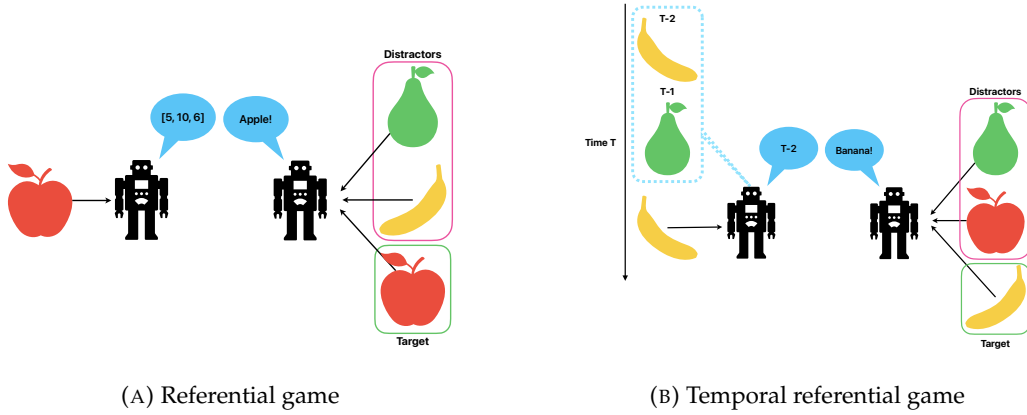 Distractors
[5, 10, 6]
Apple!
Target
(A) Referential game
T-2
T-1
Time T
T-2
Banana!
Distractors
Target
(B) Temporal referential game